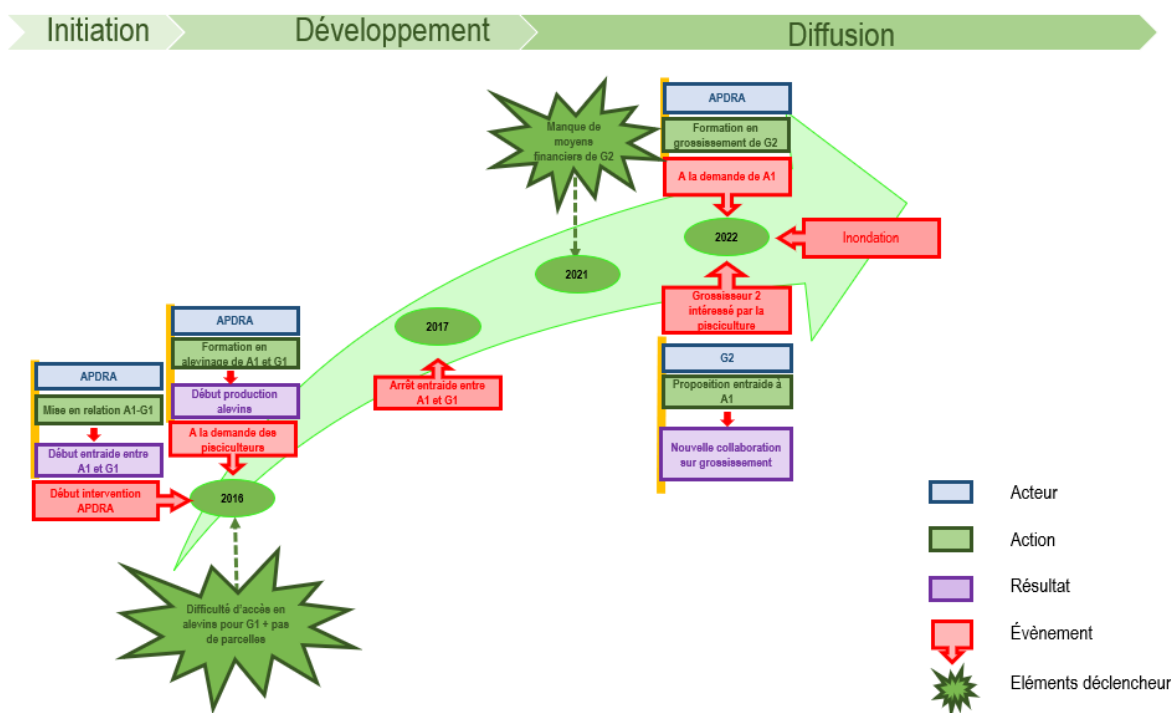 Initiation
Développement
Diffusion
Manque de
moyens
financiers de G2
APDRA
Formation en
grossissement de G2
A la demande de A1
2022
Inondation
2021
Grossisseur 2
intéressé par la
pisciculture
G2
Proposition entraide à
A1
Nouvelle collaboration
sur grossissement
2017
Arrêt entraide entre
A1 et G1
APDRA
Formation en
alevinage de A1 et G1
Début production
alevins
A la demande des
pisciculteurs
APDRA
Mise en relation A1-G1
Début entraide entre
A1 et G1
Début intervention
APDRA
2016
Difficulté d'accès en
alevins pour G1 + pas
de parcelles
Acteur
Action
Résultat
Évènement
Eléments déclencheur